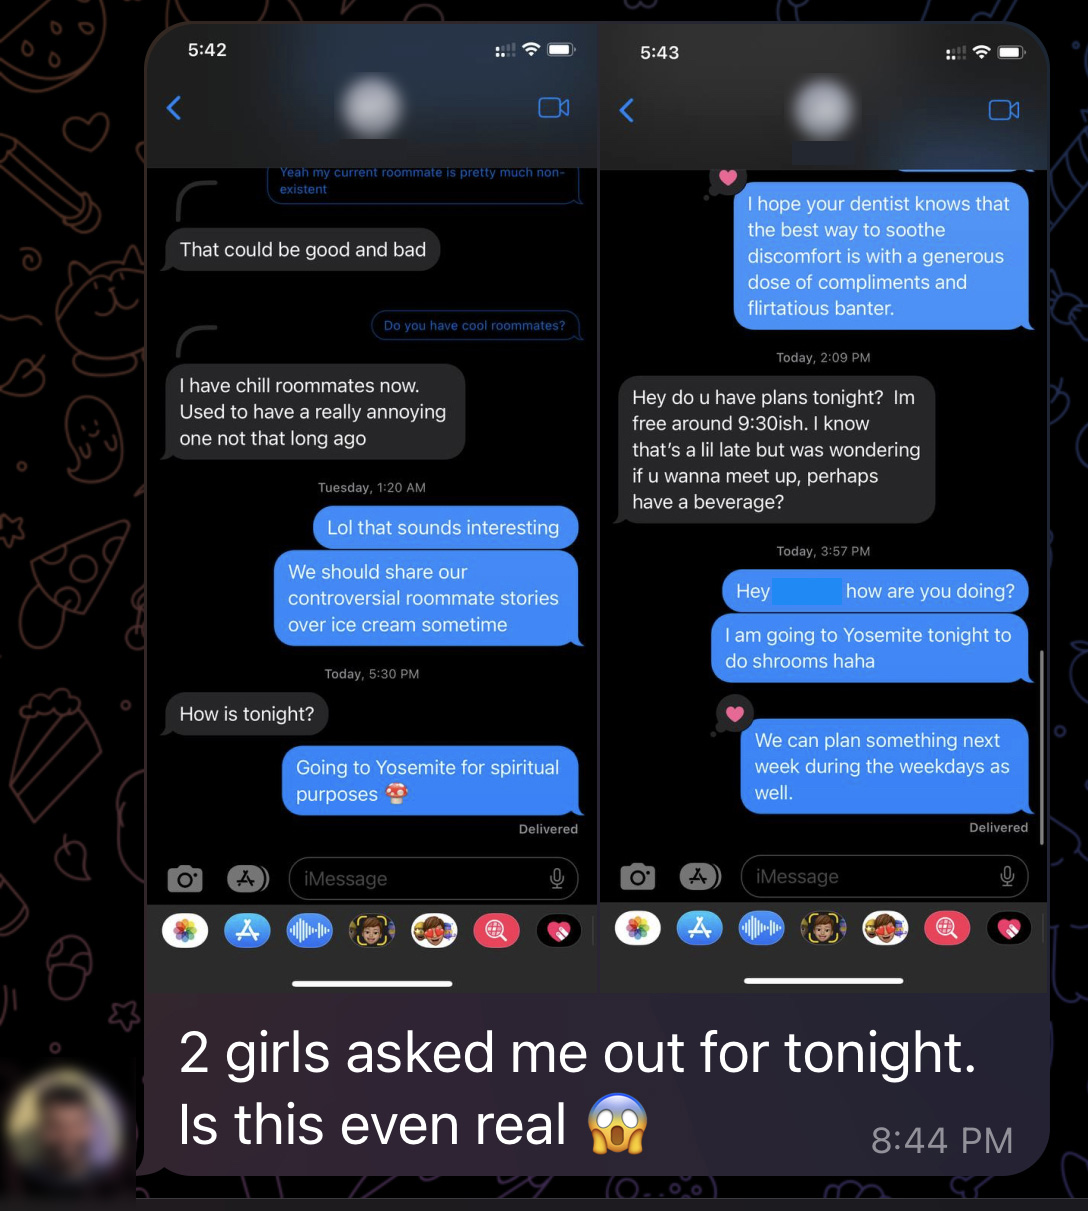 5:42
Yeah my current roommate is pretty much non-
existent
That could be good and bad
Do you have cool roommates?
I have chill roommates now.
Used to have a really annoying
one not that long ago
Tuesday, 1:20 AM
Lol that sounds interesting
We should share our
controversial roommate stories
over ice cream sometime
Today, 5:30 PM
How is tonight?
Going to Yosemite for spiritual
purposes 🍄
Delivered
iMessage
5:43
I hope your dentist knows that
the best way to soothe
discomfort is with a generous
dose of compliments and
flirtatious banter.
Today, 2:09 PM
Hey do u have plans tonight?  Im
free around 9:30ish. I know
that's a lil late but was wondering
if u wanna meet up, perhaps
have a beverage?
Today, 3:57 PM
Hey how are you doing?
I am going to Yosemite tonight to
do shrooms haha
We can plan something next
week during the weekdays as
well.
Delivered
iMessage
2 girls asked me out for tonight.
Is this even real 😱
8:44 PM